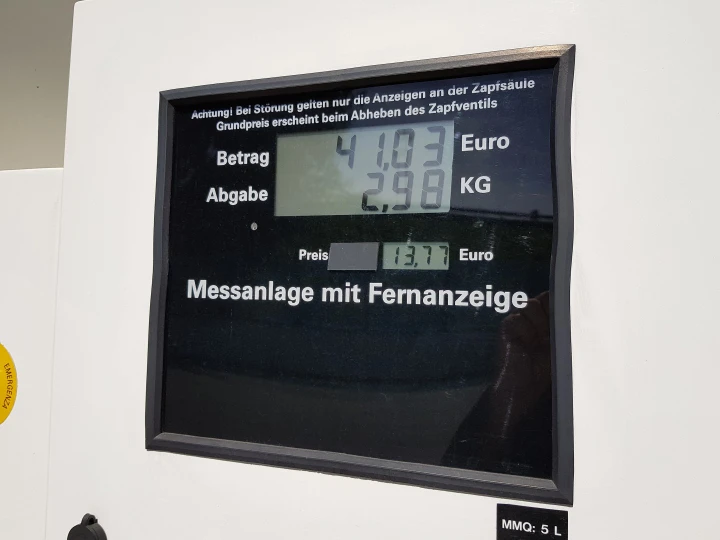 Achtung! Bei Störung gelten nur die Anzeigen an der Zapfsäule
Grundpreis erscheint beim Abheben des Zapfventils
Betrag 41,03 Euro
Abgabe 2,98 KG
Preis 13,77 Euro
Messanlage mit Fernanzeige
EMERGENZA
MMQ: 5 L